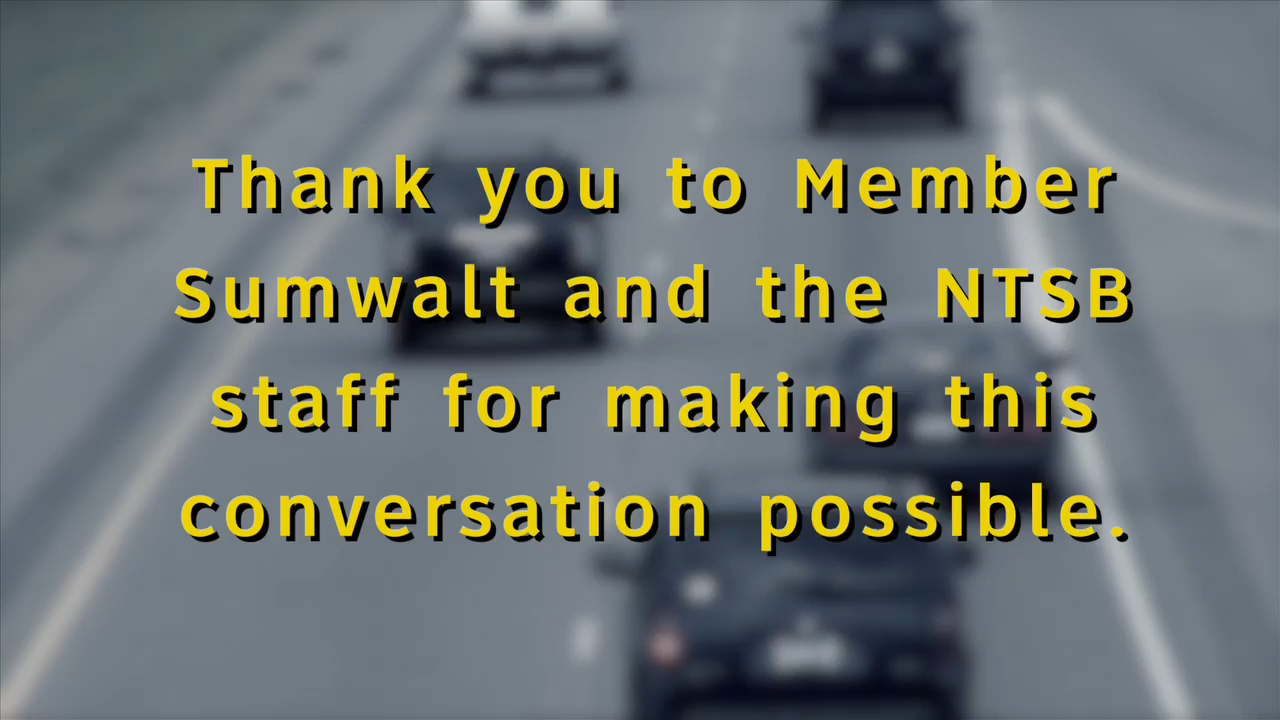 Thank you to Member
Sumwalt and the NTSB
staff for making this
conversation possible.